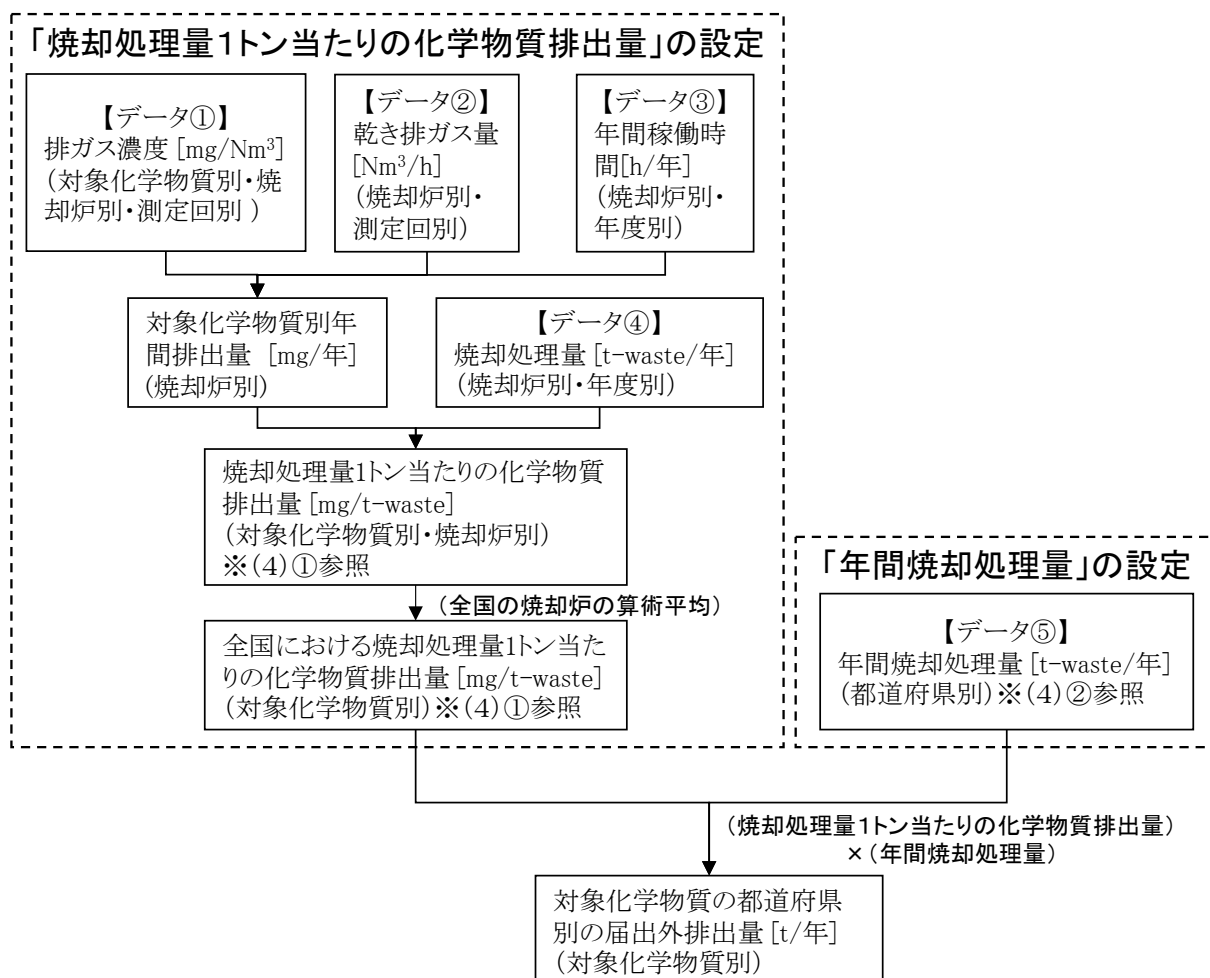 「焼却処理量1トン当たりの化学物質排出量」の設定
【データ①】
排ガス濃度[mg/Nm³]
(対象化学物質別・焼
却炉別・測定回別)
【データ②】
乾き排ガス量
[Nm³/h]
(焼却炉別・
測定回別)
【データ③】
年間稼働時
間[h/年]
(焼却炉別・
年度別)
対象化学物質別年
間排出量 [mg/年]
(焼却炉別)
【データ④】
焼却処理量[t-waste/年]
(焼却炉別・年度別)
焼却処理量1トン当たりの化学物質
排出量[mg/t-waste]
(対象化学物質別・焼却炉別)
※(4)①参照
(全国の焼却炉の算術平均)
全国における焼却処理量1トン当た
りの化学物質排出量[mg/t-waste]
(対象化学物質別)※(4)①参照
「年間焼却処理量」の設定
【データ⑤】
年間焼却処理量[t-waste/年]
(都道府県別)※(4)②参照
(焼却処理量1トン当たりの化学物質排出量)
×(年間焼却処理量)
対象化学物質の都道府県
別の届出外排出量[t/年]
(対象化学物質別)